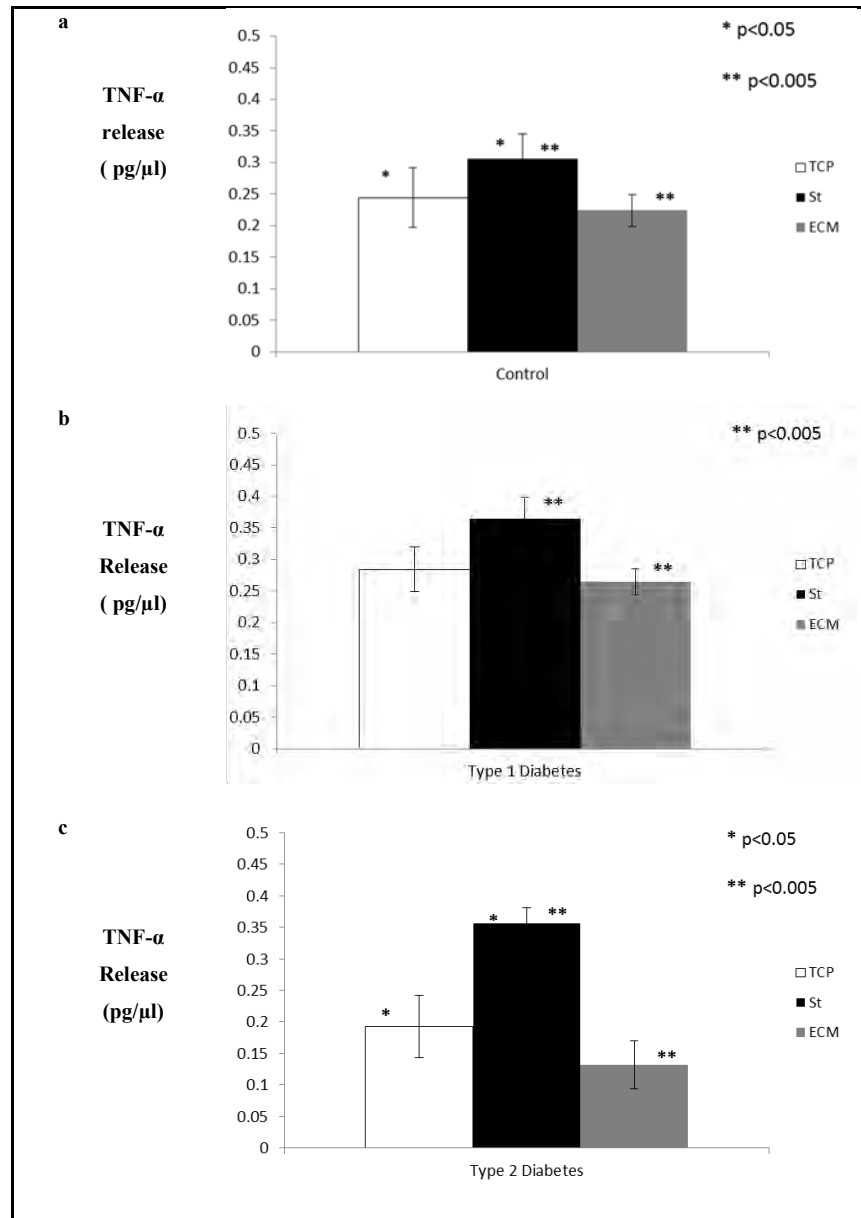 a
* p<0.05
** p<0.005
TNF-α
release
( pg/µl)
0.5
0.45
0.4
0.35
0.3
0.25
0.2
0.15
0.1
0.05
0
*
* **
**
TCP
St
ECM
Control
b
** p<0.005
TNF-α
Release
( pg/µl)
0.5
0.45
0.4
0.35
0.3
0.25
0.2
0.15
0.1
0.05
0
**
**
TCP
St
ECM
Type 1 Diabetes
c
* p<0.05
** p<0.005
TNF-α
Release
(pg/µl)
0.5
0.45
0.4
0.35
0.3
0.25
0.2
0.15
0.1
0.05
0
*
* **
**
TCP
St
ECM
Type 2 Diabetes